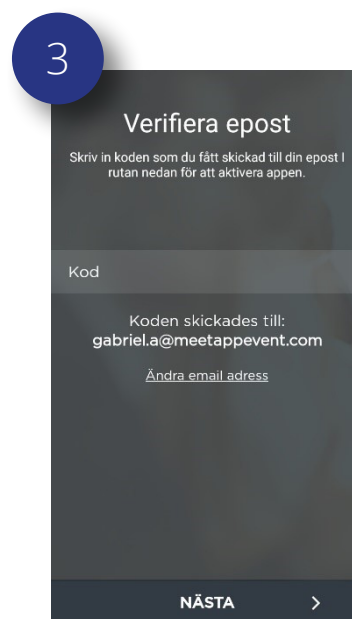 3
Verifiera epost
Skriv in koden som du fått skickad till din epost I
rutan nedan för att aktivera appen.
Kod
Koden skickades till:
gabriel.a@meetappevent.com
Ändra email adress
NÄSTA >